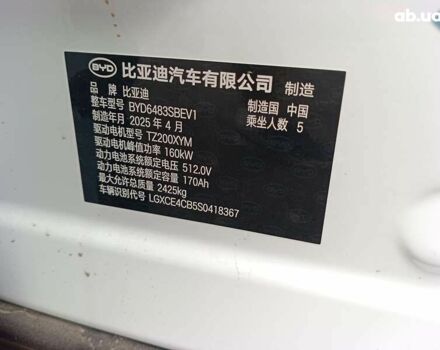 ab.ua
BYD 比亚迪汽车有限公司 制造
品 牌 比亚迪 制造国 中国
整车型号 BYD6483SBEV1 乘坐人数 5
制造年月 2025 年 4 月
驱动电机型号 TZ200XYM
驱动电机峰值功率 160kW
动力电池系统额定电压 512.0V
动力电池系统额定容量 170Ah
最大允许总质量 2425kg
车辆识别代号 LGXCE4CB5S0418367